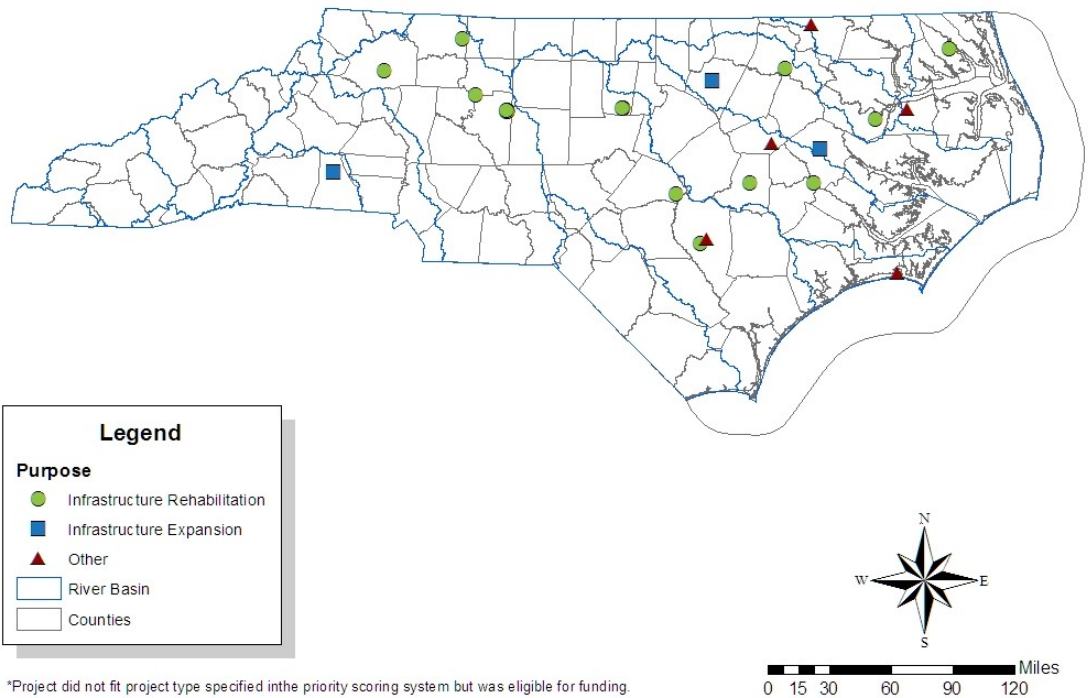 Legend
Purpose
Infrastructure Rehabilitation
Infrastructure Expansion
Other
River Basin
Counties
N
W E
S
Miles
0 15 30 60 90 120
*Project did not fit project type specified inthe priority scoring system but was eligible for funding.